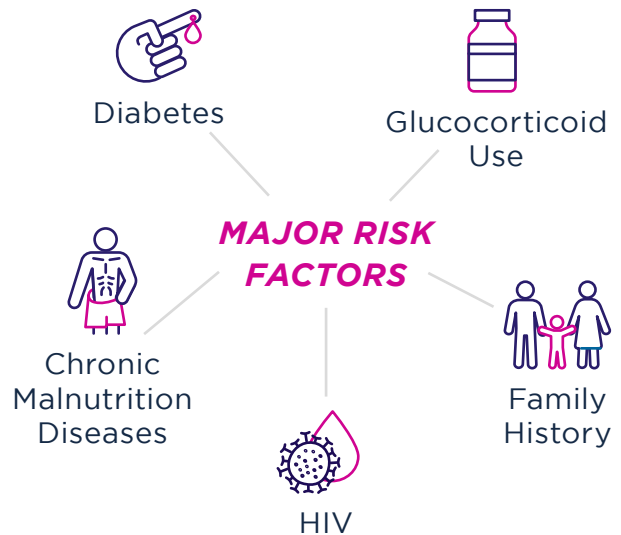 Diabetes
Glucocorticoid
Use
MAJOR RISK
FACTORS
Chronic
Malnutrition
Diseases
Family
History
HIV